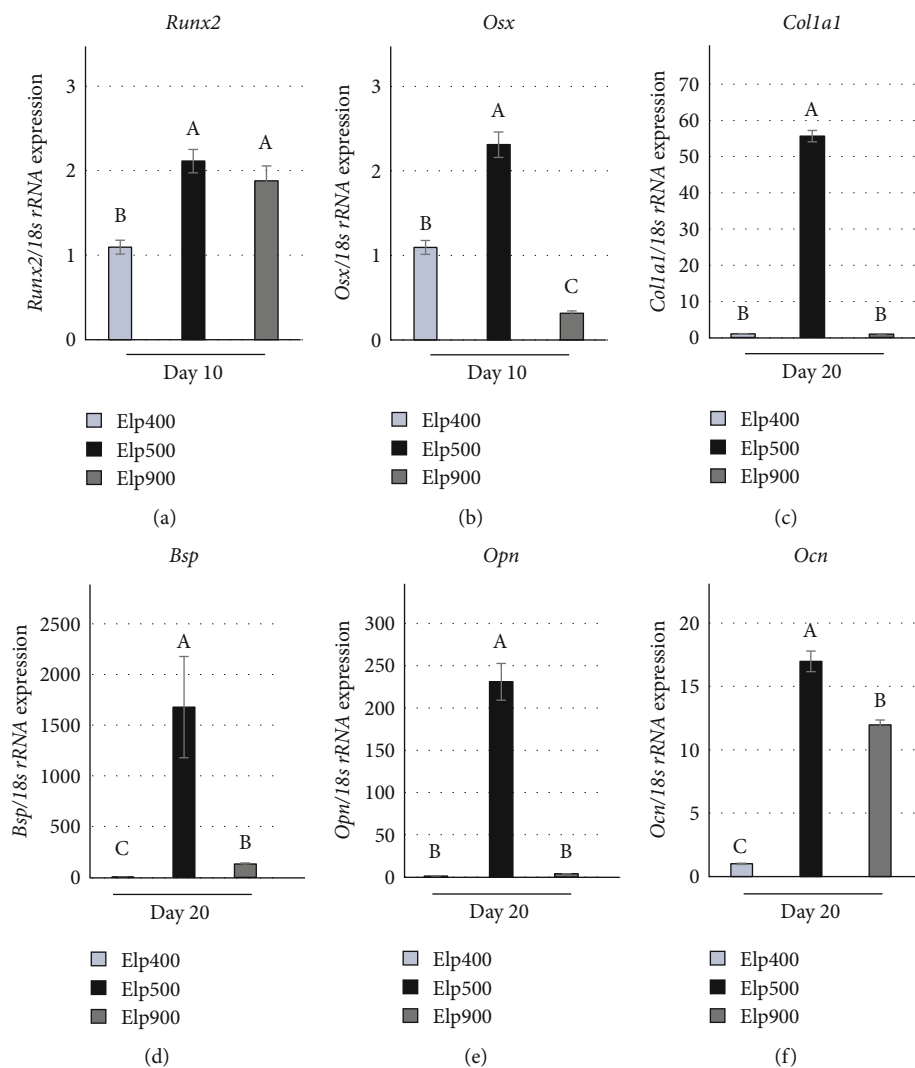 Runx2
Runx2/18s rRNA expression
3
2
1
0
B
A
A
Day 10
Elp400
Elp500
Elp900
(a)
Osx
Osx/18s rRNA expression
3
2
1
0
B
A
C
Day 10
Elp400
Elp500
Elp900
(b)
Col1a1
Col1a1/18s rRNA expression
70
60
50
40
30
20
10
0
B
A
B
Day 20
Elp400
Elp500
Elp900
(c)
Bsp
Bsp/18s rRNA expression
2500
2000
1500
1000
500
0
C
A
B
Day 20
Elp400
Elp500
Elp900
(d)
Opn
Opn/18s rRNA expression
300
250
200
150
100
50
0
B
A
B
Day 20
Elp400
Elp500
Elp900
(e)
Ocn
Ocn/18s rRNA expression
20
15
10
5
0
C
A
B
Day 20
Elp400
Elp500
Elp900
(f)